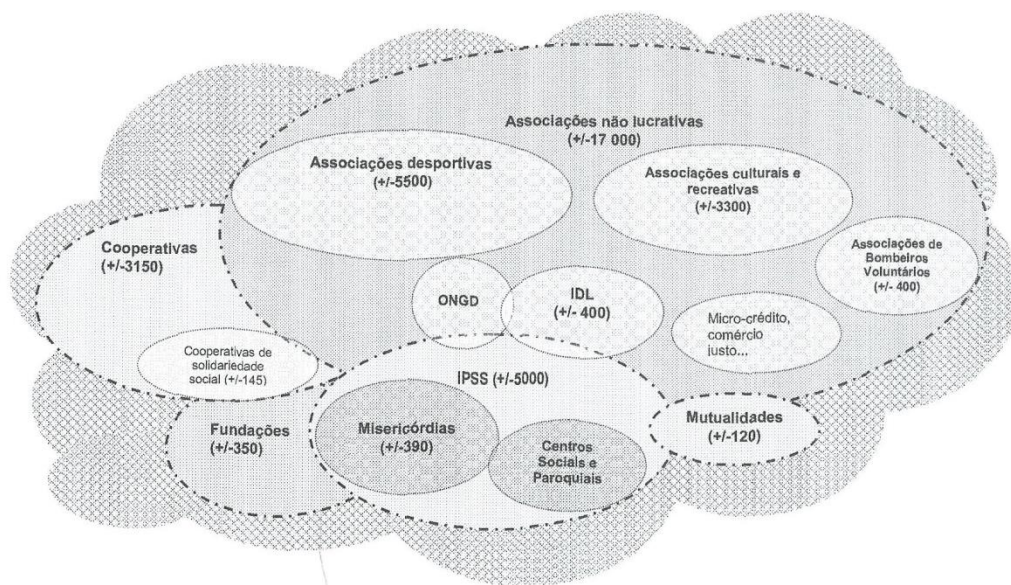 Associações não lucrativas
(+/-17 000)
Associações desportivas
(+/-5500)
Associações culturais e
recreativas
(+/-3300)
Cooperativas
(+/-3150)
Associações de
Bombeiros
Voluntários
(+/- 400)
ONGD
IDL
(+/- 400)
Micro-crédito,
comércio
justo...
Cooperativas de
solidariedade
social (+/-145)
IPSS (+/-5000)
Fundações
(+/-350)
Misericórdias
(+/-390)
Centros
Sociais e
Paroquiais
Mutualidades
(+/-120)